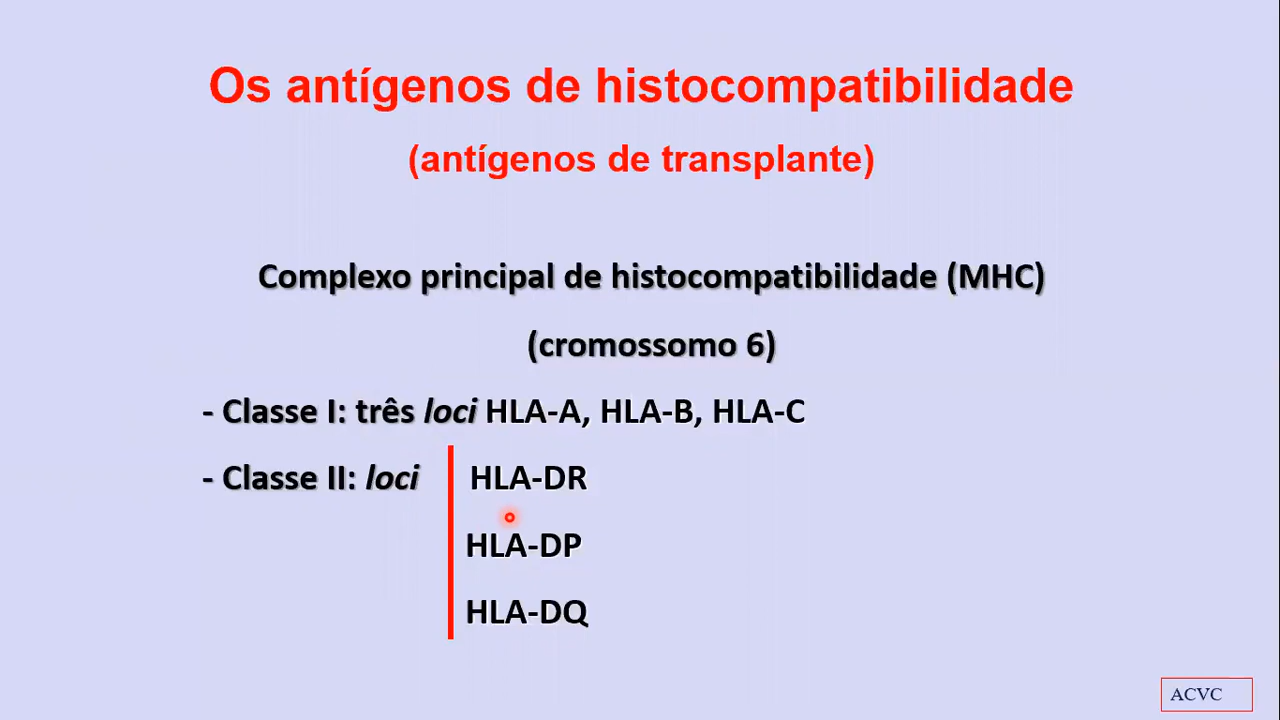 Os antígenos de histocompatibilidade
(antígenos de transplante)
Complexo principal de histocompatibilidade (MHC)
(cromossomo 6)
- Classe I: três loci HLA-A, HLA-B, HLA-C
- Classe II: loci HLA-DR
HLA-DP
HLA-DQ
ACVC